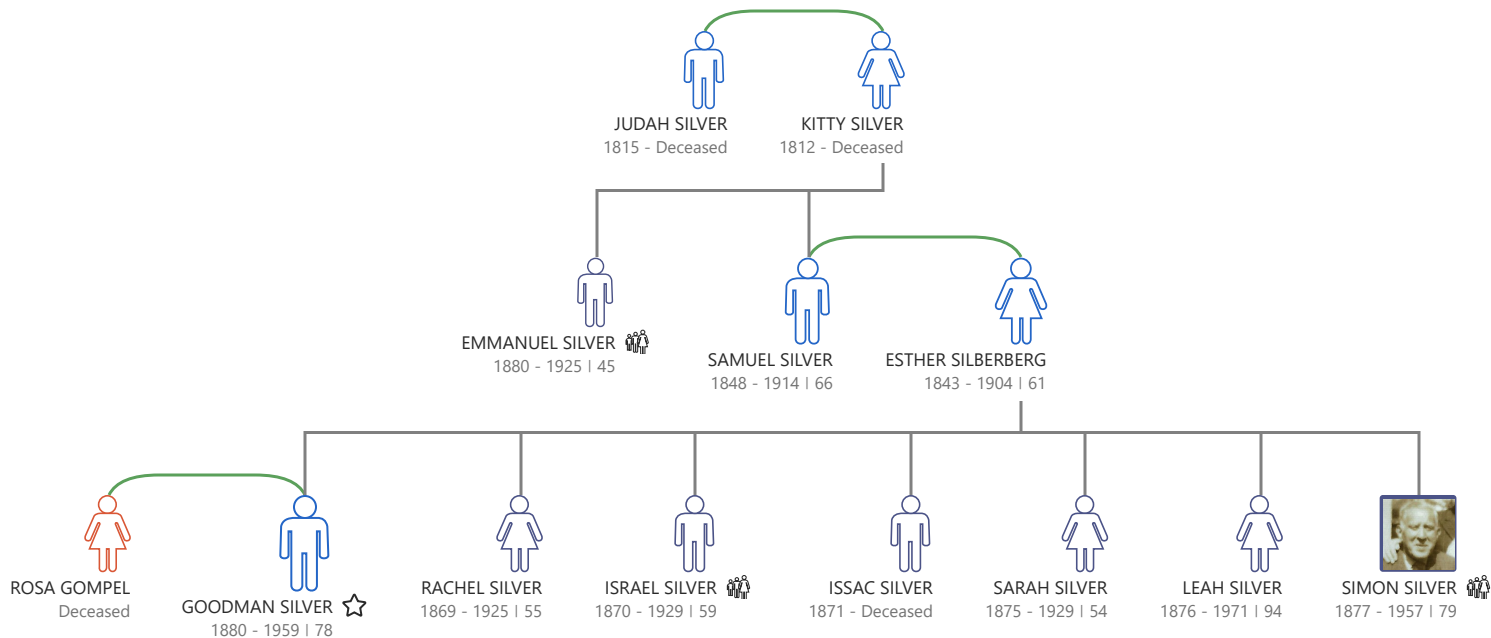 JUDAH SILVER
1815 - Deceased
KITTY SILVER
1812 - Deceased
EMMANUEL SILVER
1880 - 1925 | 45
SAMUEL SILVER
1848 - 1914 | 66
ESTHER SILBERBERG
1843 - 1904 | 61
ROSA GOMPEL
Deceased
GOODMAN SILVER
1880 - 1959 | 78
RACHEL SILVER
1869 - 1925 | 55
ISRAEL SILVER
1870 - 1929 | 59
ISSAC SILVER
1871 - Deceased
SARAH SILVER
1875 - 1929 | 54
LEAH SILVER
1876 - 1971 | 94
SIMON SILVER
1877 - 1957 | 79